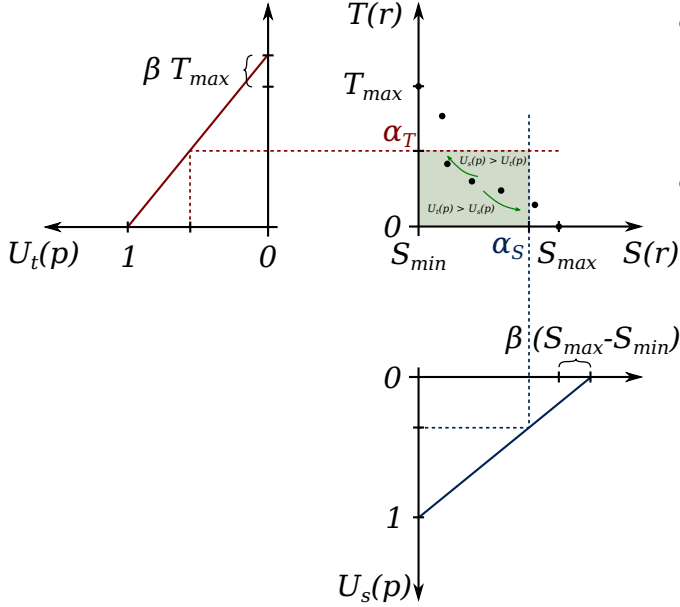 T(r)
β T_max
T_max
α_T
U_s(p) > U_t(p)
U_t(p) > U_s(p)
0
U_t(p)
1
0
S_min
α_S
S_max
S(r)
β (S_max-S_min)
0
1
U_s(p)